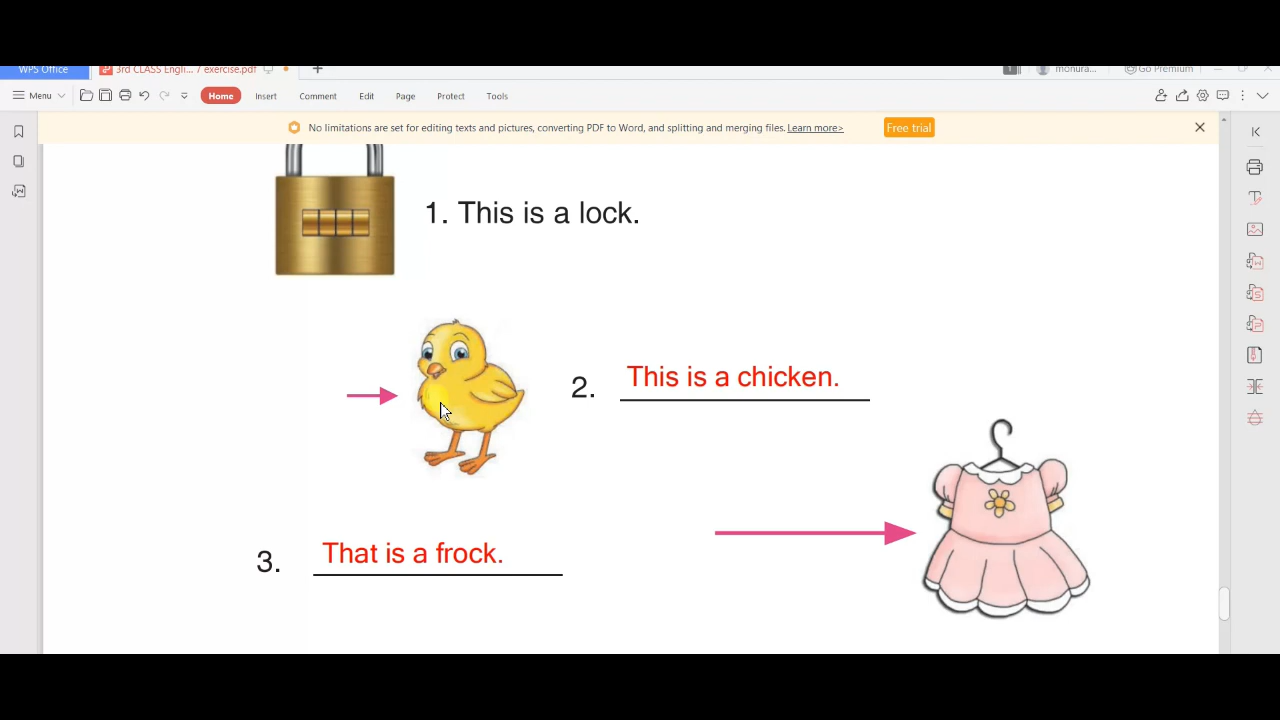 WPS Office
3rd CLASS Engli... 7 exercise.pdf
Go Premium
Menu
Home
Insert
Comment
Edit
Page
Protect
Tools
No limitations are set for editing texts and pictures, converting PDF to Word, and splitting and merging files. Learn more>
Free trial
1. This is a lock.
2. This is a chicken.
3. That is a frock.